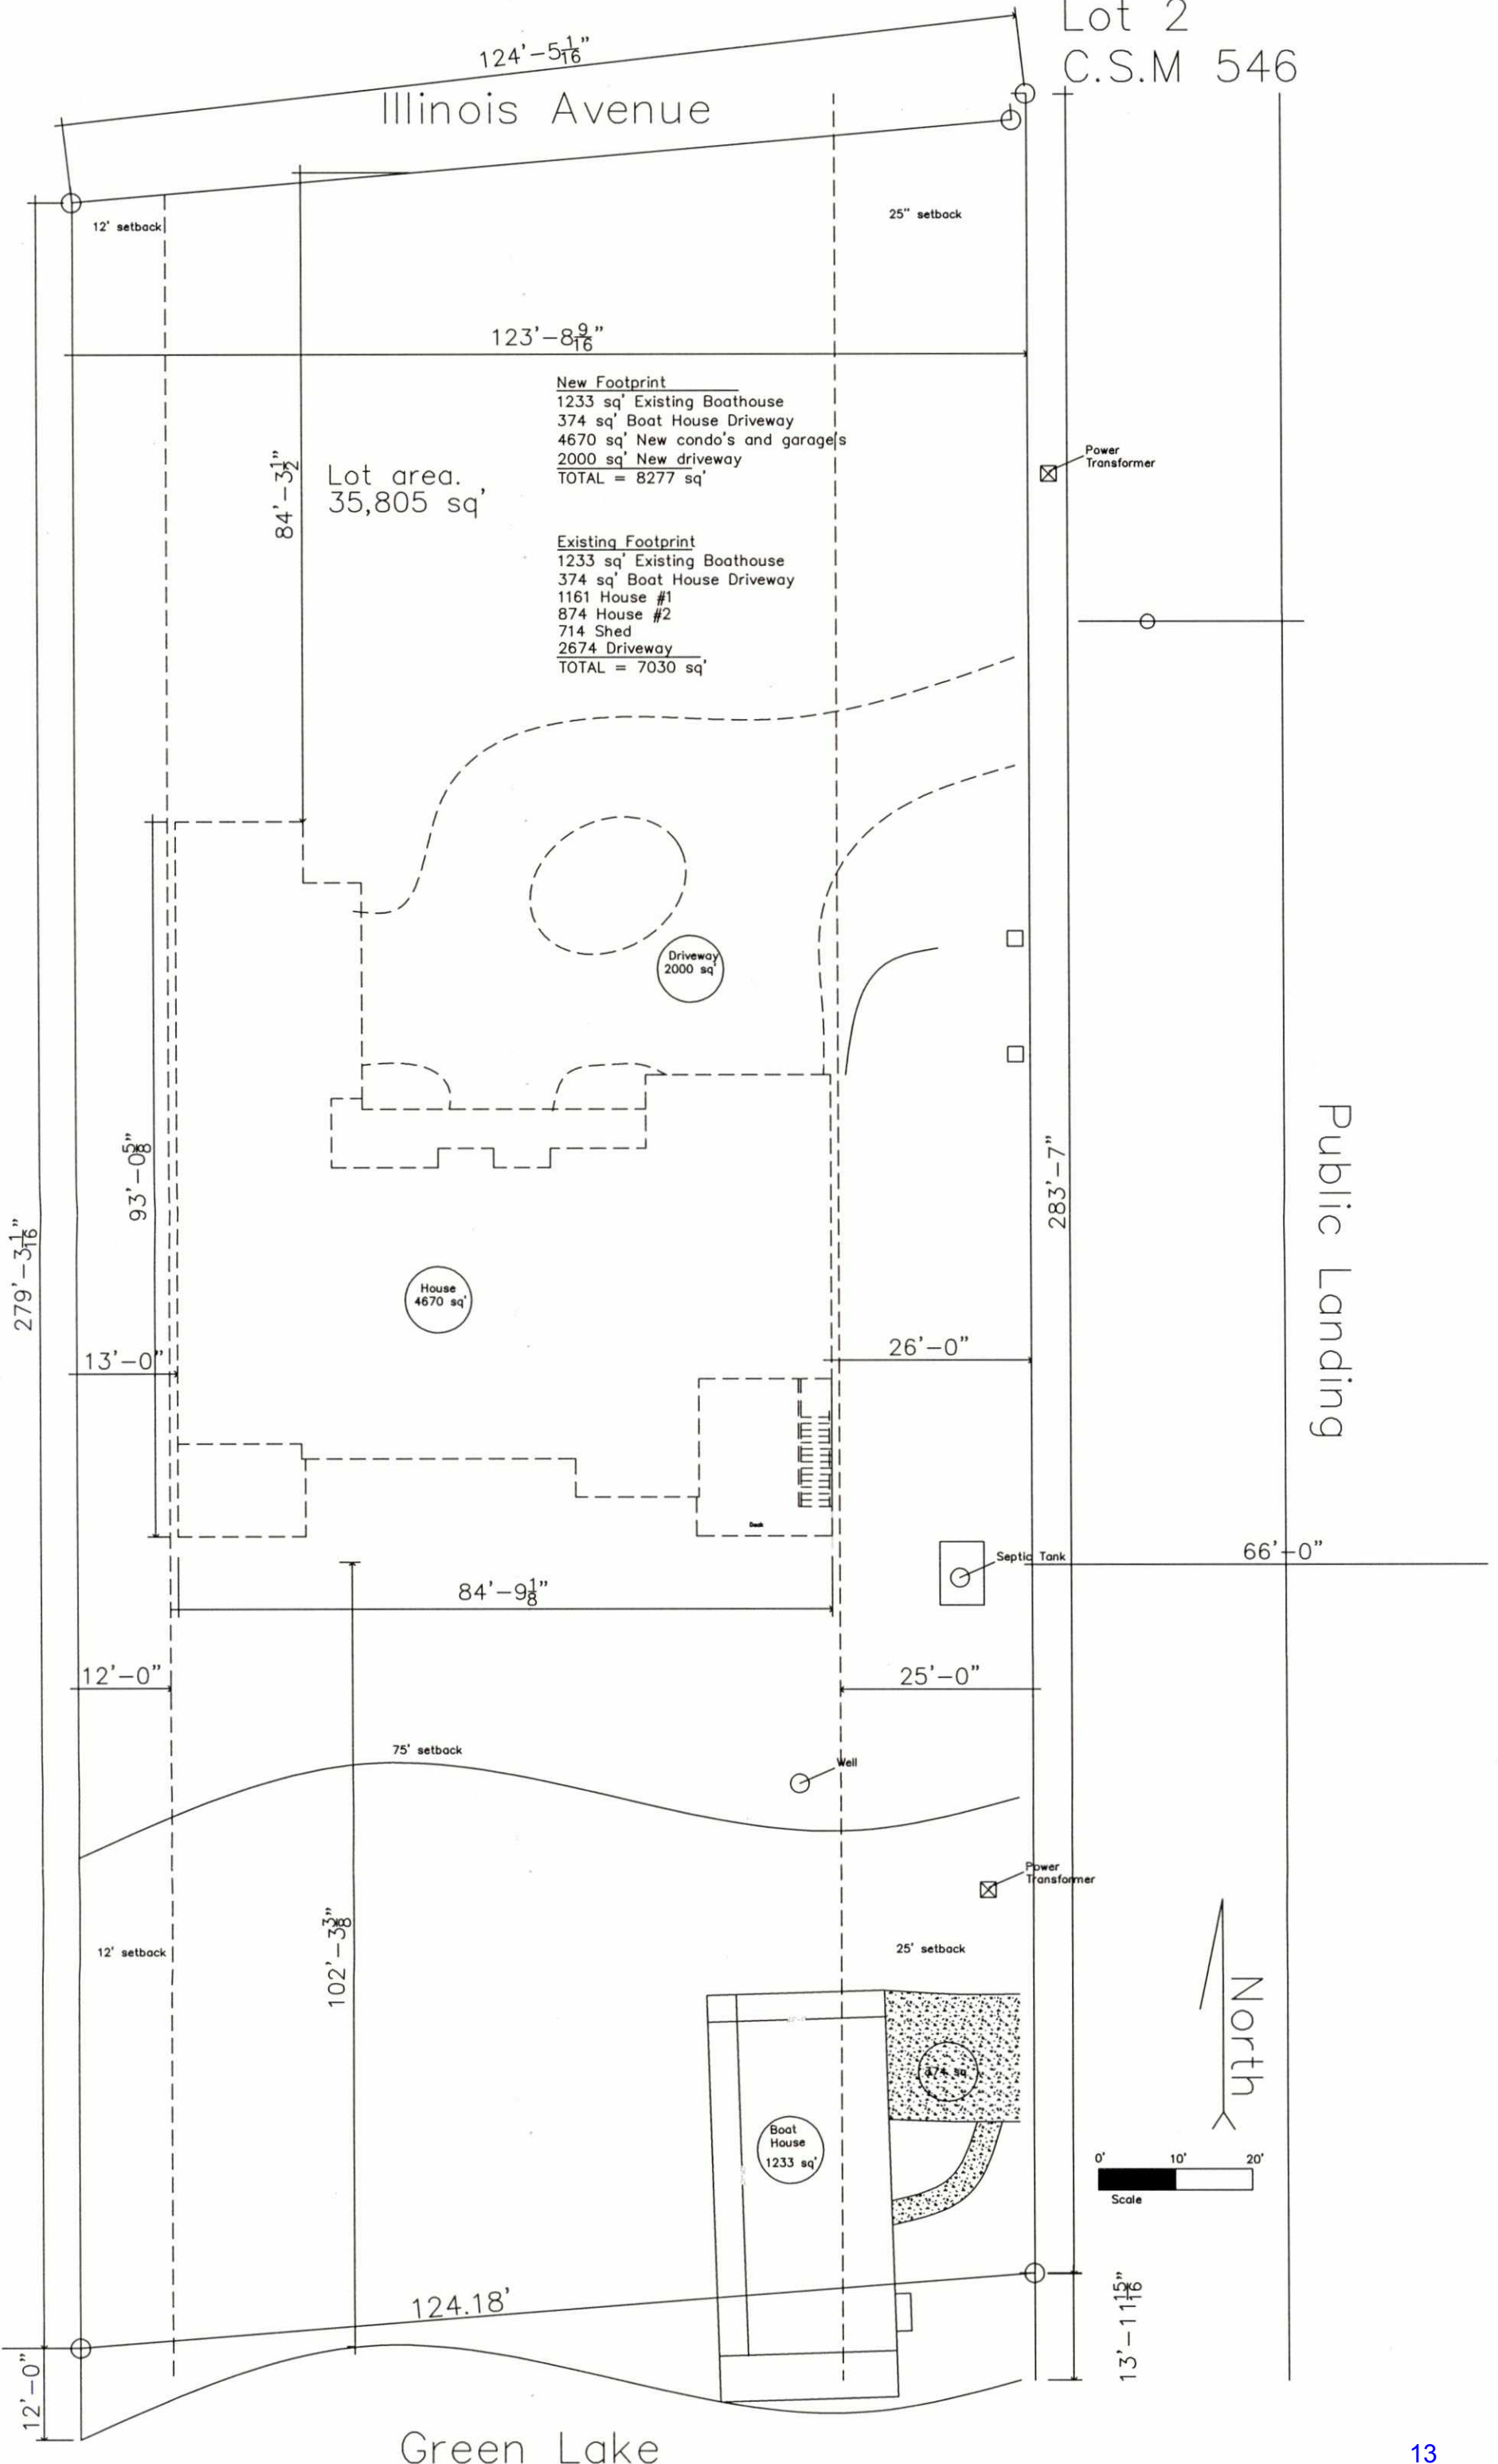 Lot 2
C.S.M 546
124'-5 1/16"
Illinois Avenue
12' setback
25" setback
123'-8 9/16"
New Footprint
1233 sq' Existing Boathouse
374 sq' Boat House Driveway
4670 sq' New condo's and garage's
2000 sq' New driveway
TOTAL = 8277 sq'
84'-3 1/2"
Lot area.
35,805 sq'
Power
Transformer
Existing Footprint
1233 sq' Existing Boathouse
374 sq' Boat House Driveway
1161 House #1
874 House #2
714 Shed
2674 Driveway
TOTAL = 7030 sq'
Driveway
2000 sq'
Public Landing
93'-0 5/8"
283'-7"
279'-3 1/16"
House
4670 sq'
13'-0"
26'-0"
Deck
Septic Tank
66'-0"
84'-9 1/8"
12'-0"
25'-0"
75' setback
Well
Power
Transformer
102'-3 3/8"
12' setback
25' setback
North
374 sq
Boat
House
1233 sq'
0' 10' 20'
Scale
124.18'
13'-11 15/16"
12'-0"
Green Lake
13